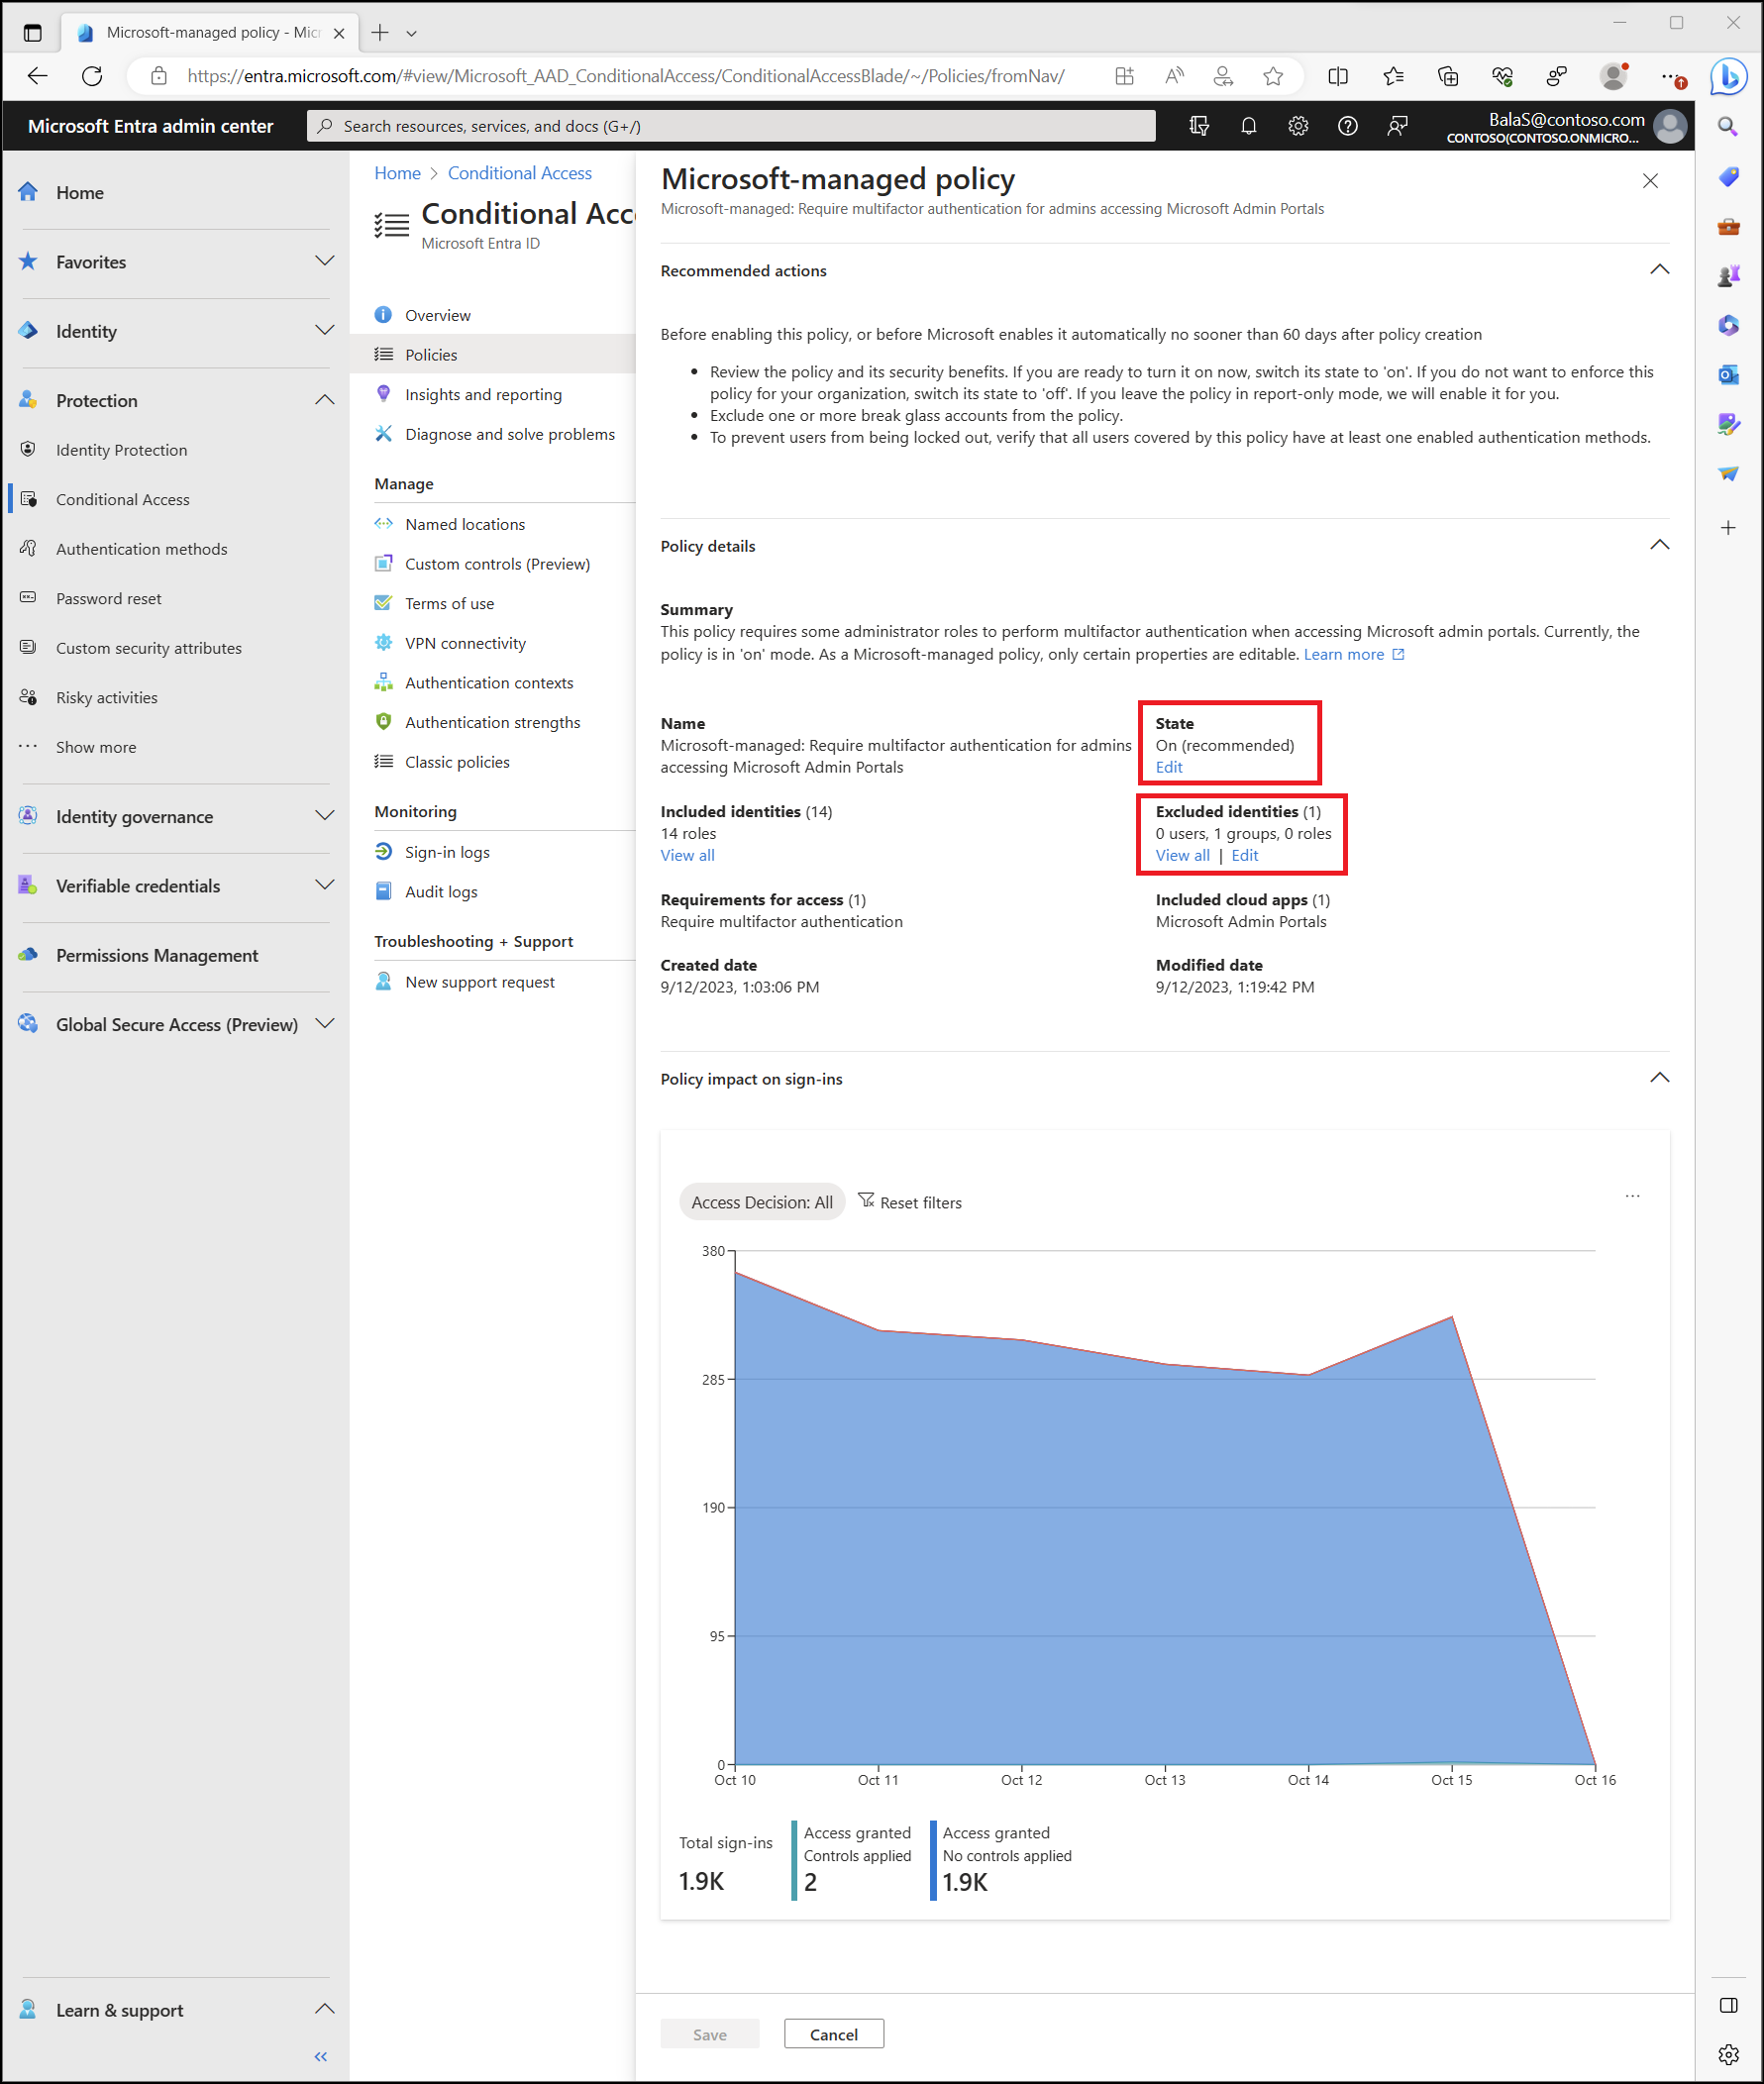 Microsoft-managed policy - Mic
https://entra.microsoft.com/#view/Microsoft_AAD_ConditionalAccess/ConditionalAccessBlade/~/Policies/fromNav/
Microsoft Entra admin center
Search resources, services, and docs (G+/)
BalaS@contoso.com
CONTOSO(CONTOSO.ONMICRO...
Home
Favorites
Identity
Protection
Identity Protection
Conditional Access
Authentication methods
Password reset
Custom security attributes
Risky activities
Show more
Identity governance
Verifiable credentials
Permissions Management
Global Secure Access (Preview)
Learn & support
Home > Conditional Access
Conditional Acc
Microsoft Entra ID
Overview
Policies
Insights and reporting
Diagnose and solve problems
Manage
Named locations
Custom controls (Preview)
Terms of use
VPN connectivity
Authentication contexts
Authentication strengths
Classic policies
Monitoring
Sign-in logs
Audit logs
Troubleshooting + Support
New support request
Microsoft-managed policy
Microsoft-managed: Require multifactor authentication for admins accessing Microsoft Admin Portals
Recommended actions
Before enabling this policy, or before Microsoft enables it automatically no sooner than 60 days after policy creation
• Review the policy and its security benefits. If you are ready to turn it on now, switch its state to 'on'. If you do not want to enforce this
policy for your organization, switch its state to 'off'. If you leave the policy in report-only mode, we will enable it for you.
• Exclude one or more break glass accounts from the policy.
• To prevent users from being locked out, verify that all users covered by this policy have at least one enabled authentication methods.
Policy details
Summary
This policy requires some administrator roles to perform multifactor authentication when accessing Microsoft admin portals. Currently, the
policy is in 'on' mode. As a Microsoft-managed policy, only certain properties are editable. Learn more
Name
Microsoft-managed: Require multifactor authentication for admins
accessing Microsoft Admin Portals
State
On (recommended)
Edit
Included identities (14)
14 roles
View all
Excluded identities (1)
0 users, 1 groups, 0 roles
View all | Edit
Requirements for access (1)
Require multifactor authentication
Included cloud apps (1)
Microsoft Admin Portals
Created date
9/12/2023, 1:03:06 PM
Modified date
9/12/2023, 1:19:42 PM
Policy impact on sign-ins
Access Decision: All
Reset filters
380
285
190
95
0
Oct 10 Oct 11 Oct 12 Oct 13 Oct 14 Oct 15 Oct 16
Total sign-ins
1.9K
Access granted
Controls applied
2
Access granted
No controls applied
1.9K
Save
Cancel